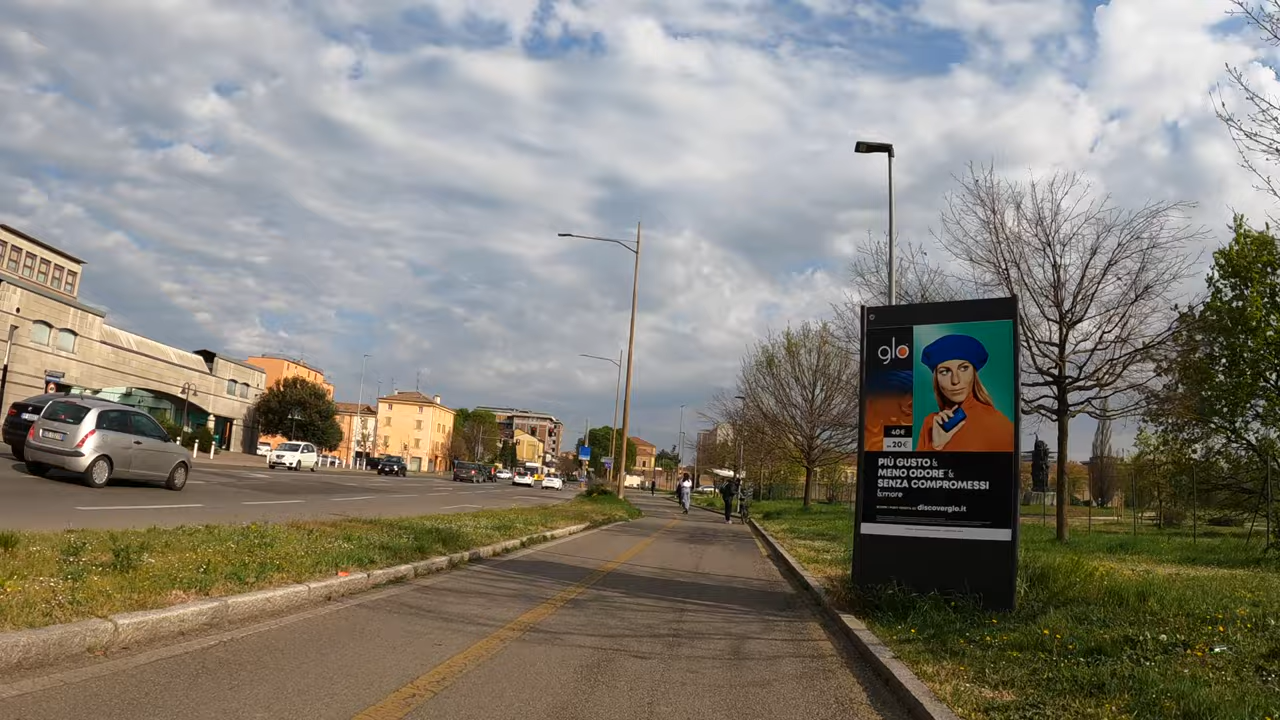 glo
40€
20€
PIÙ GUSTO &
MENO ODORE & 
SENZA COMPROMESSI
&more
discoverglo.it